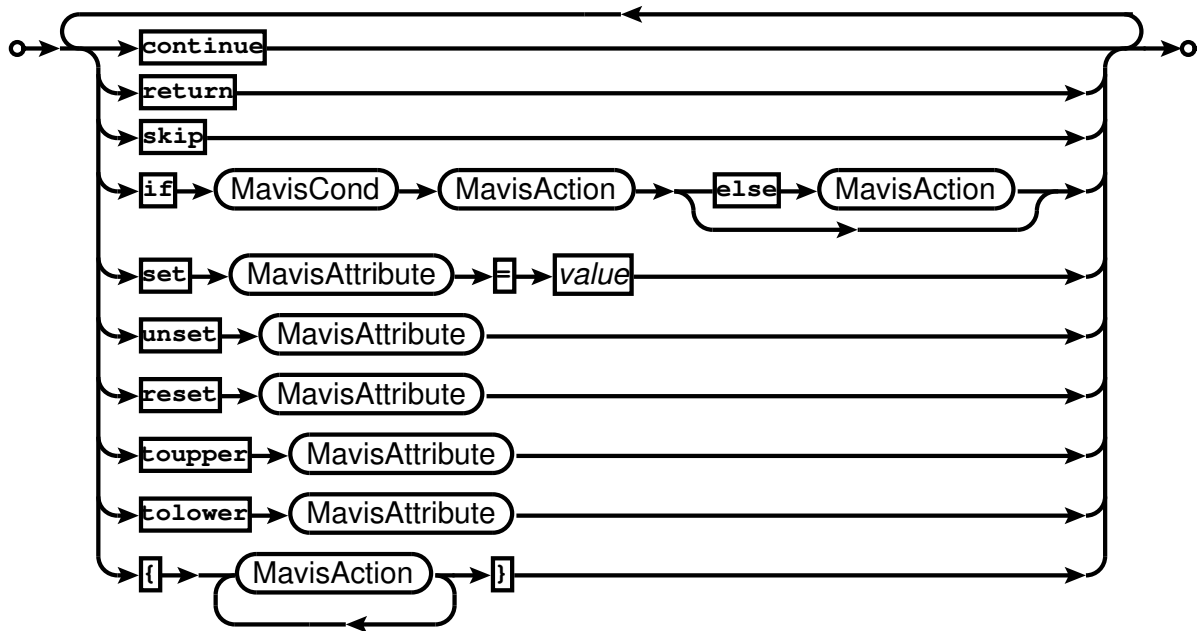 continue
return
skip
if MavisCond MavisAction else MavisAction
set MavisAttribute = value
unset MavisAttribute
reset MavisAttribute
toupper MavisAttribute
tolower MavisAttribute
{ MavisAction }